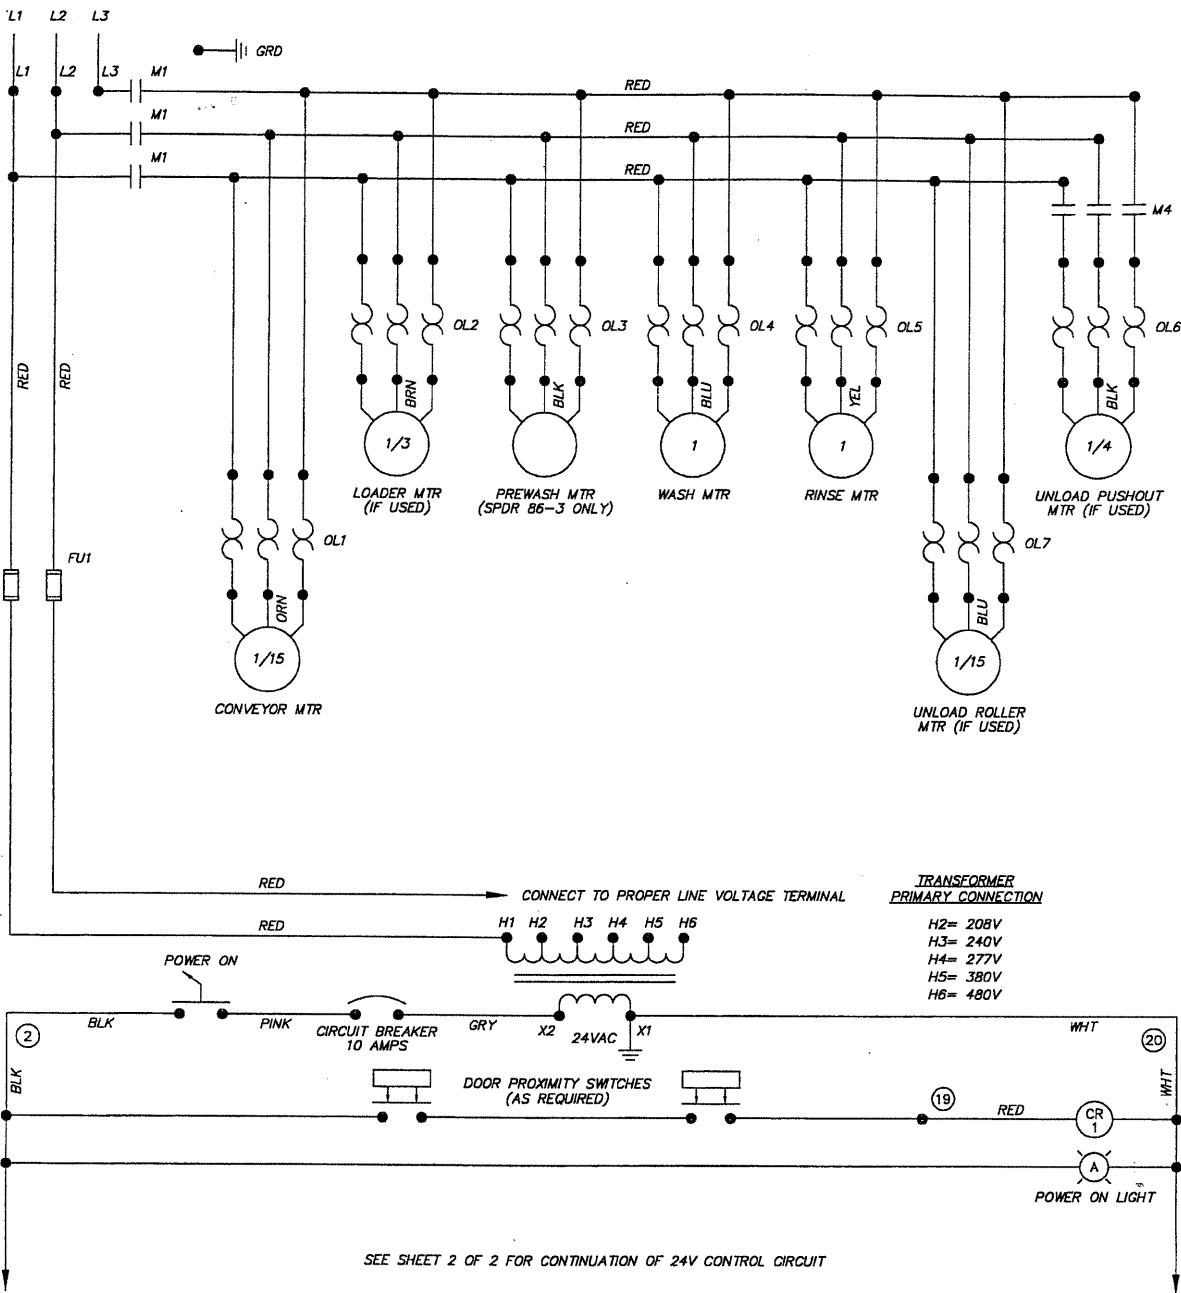 L1 L2 L3
GRD
L1 L2 L3 M1
RED
M1
RED
M1
RED
M4
OL2 OL3 OL4 OL5 OL6
RED RED
BRN BLK BLU YEL BLK
1/3 1 1 1/4
LOADER MTR
(IF USED)
PREWASH MTR
(SPDR 86-3 ONLY)
WASH MTR
RINSE MTR
UNLOAD PUSHOUT
MTR (IF USED)
OL1 OL7
FU1
ORN BLU
1/15 1/15
CONVEYOR MTR
UNLOAD ROLLER
MTR (IF USED)
RED
CONNECT TO PROPER LINE VOLTAGE TERMINAL
TRANSFORMER
PRIMARY CONNECTION
H2= 208V
H3= 240V
H4= 277V
H5= 380V
H6= 480V
RED
H1 H2 H3 H4 H5 H6
POWER ON
2
BLK
PINK
CIRCUIT BREAKER
10 AMPS
GRY
X2 24VAC X1
WHT
20
BLK
WHT
DOOR PROXIMITY SWITCHES
(AS REQUIRED)
19
RED
CR
1
A
POWER ON LIGHT
SEE SHEET 2 OF 2 FOR CONTINUATION OF 24V CONTROL CIRCUIT